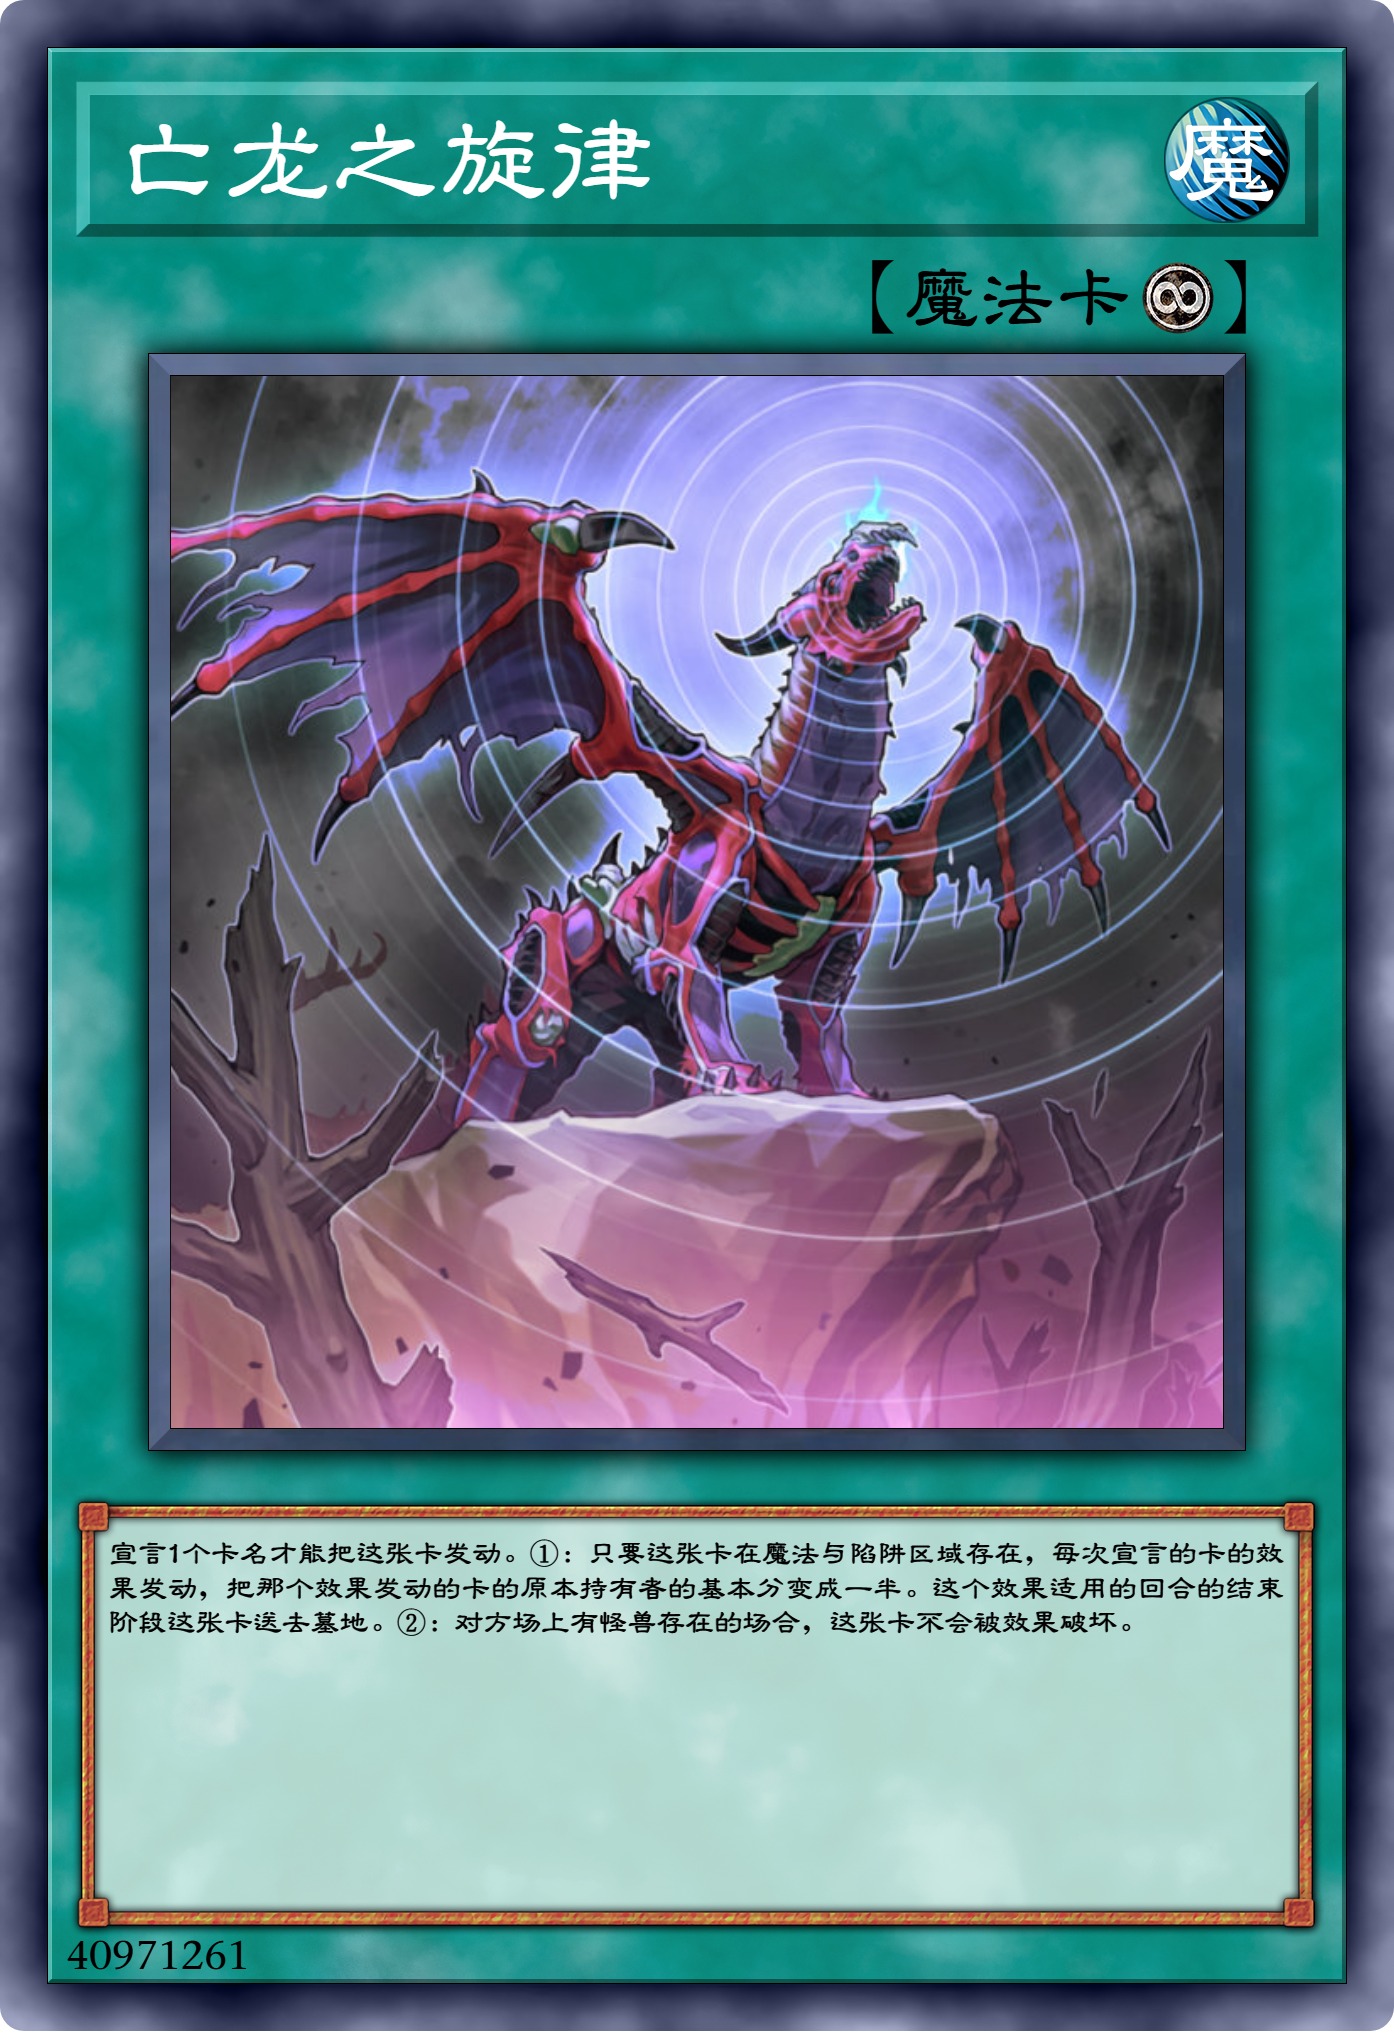 亡龙之旋律
魔
【魔法卡】
宣言1个卡名才能把这张卡发动。①：只要这张卡在魔法与陷阱区域存在，每次宣言的卡的效
果发动，把那个效果发动的卡的原本持有者的基本分变成一半。这个效果适用的回合的结束
阶段这张卡送去墓地。②：对方场上有怪兽存在的场合，这张卡不会被效果破坏。
40971261